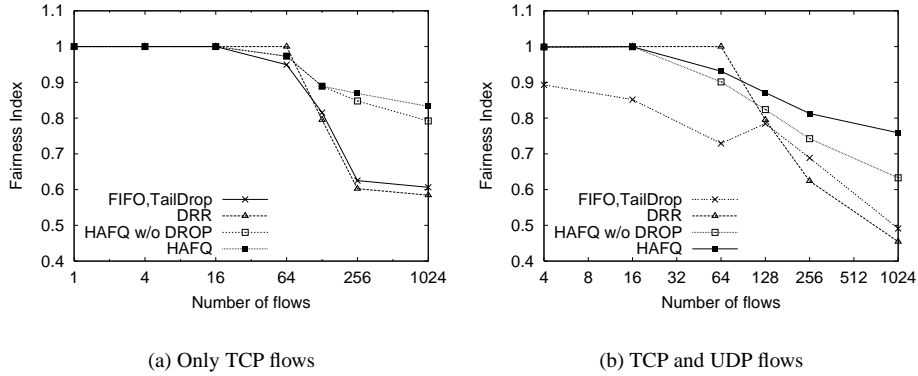 1.1
1
0.9
0.8
0.7
0.6
0.5
0.4
Fairness Index
FIFO,TailDrop
DRR
HAFQ w/o DROP
HAFQ
1 4 16 64 256 1024
Number of flows
(a) Only TCP flows
1.1
1
0.9
0.8
0.7
0.6
0.5
0.4
Fairness Index
FIFO,TailDrop
DRR
HAFQ w/o DROP
HAFQ
4 8 16 32 64 128 256 512 1024
Number of flows
(b) TCP and UDP flows